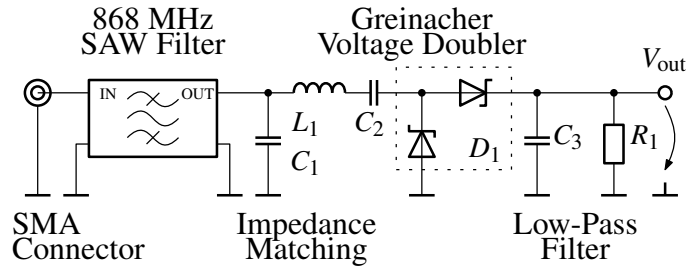 868 MHz
SAW Filter
Greinacher
Voltage Doubler
V_out
IN
OUT
L_1
C_1
C_2
D_1
C_3
R_1
SMA
Connector
Impedance
Matching
Low-Pass
Filter